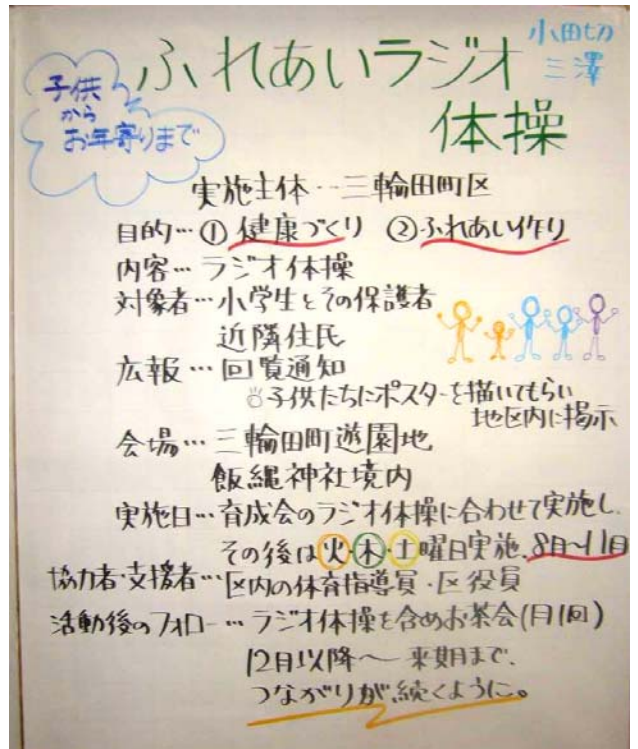 ふれあいラジオ
体操
小田切
三澤
子供
から
お年寄りまで
実施主体‥三輪田町区
目的…①健康づくり ②ふれあい作り
内容…ラジオ体操
対象者…小学生とその保護者
近隣住民
広報…回覧通知
子供たちにポスターを描いてもらい
地区内に掲示
会場…三輪田町遊園地
飯縄神社境内
実施日…育成会のラジオ体操に合わせて実施し、
その後は火・木・土曜日実施、8月~11月
協力者・支援者…区内の体育指導員・区役員
活動後のフォロー…ラジオ体操を含めお茶会(月1回)
12月以降~来期まで、
つながりが続くように。